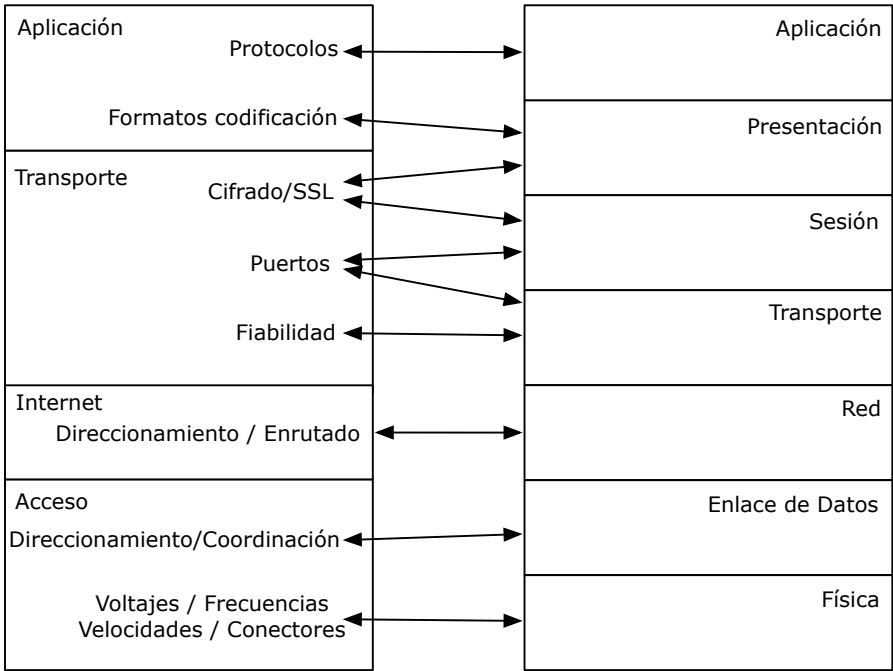 Aplicación
Protocolos
Formatos codificación
Transporte
Cifrado/SSL
Puertos
Fiabilidad
Internet
Direccionamiento / Enrutado
Acceso
Direccionamiento/Coordinación
Voltajes / Frecuencias
Velocidades / Conectores
Aplicación
Presentación
Sesión
Transporte
Red
Enlace de Datos
Física